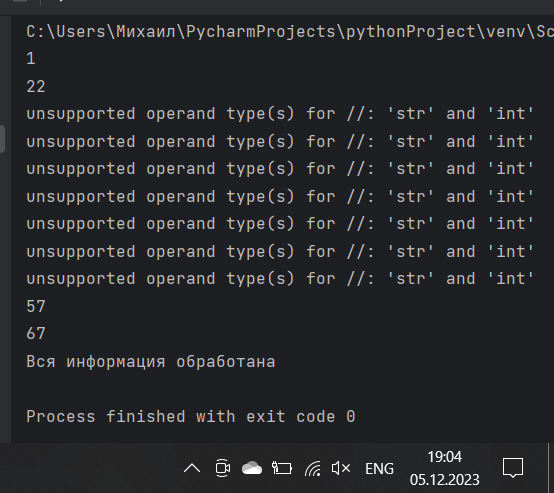 C:\Users\Михаил\PycharmProjects\pythonProject\venv\Sc
1
22
unsupported operand type(s) for //: 'str' and 'int'
unsupported operand type(s) for //: 'str' and 'int'
unsupported operand type(s) for //: 'str' and 'int'
unsupported operand type(s) for //: 'str' and 'int'
unsupported operand type(s) for //: 'str' and 'int'
unsupported operand type(s) for //: 'str' and 'int'
unsupported operand type(s) for //: 'str' and 'int'
57
67
Вся информация обработана
Process finished with exit code 0
ENG
19:04
05.12.2023